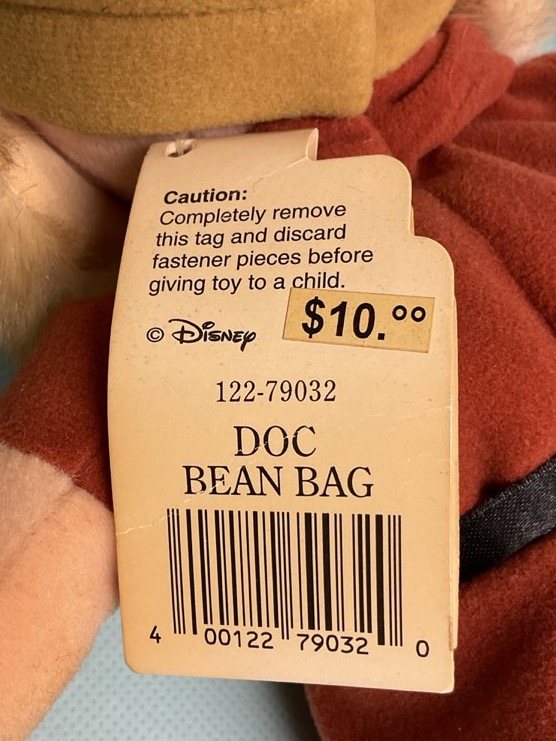 Caution:
Completely remove
this tag and discard
fastener pieces before
giving toy to a child.
$10.00
© Disney
122-79032
DOC
BEAN BAG
4 00122 79032 0